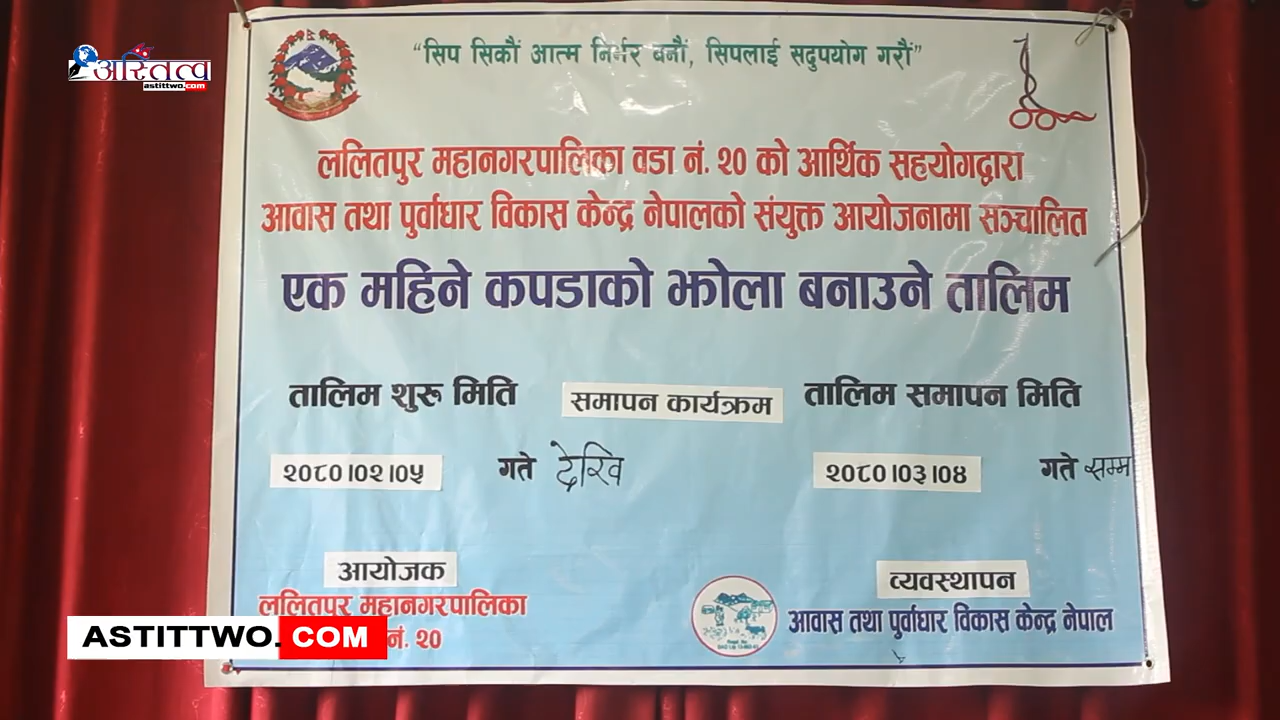 अस्तित्व
astittwo.com
“सिप सिकौं आत्म निर्भर बनौं, सिपलाई सदुपयोग गरौं”
ललितपुर महानगरपालिका वडा नं. २० को आर्थिक सहयोगद्वारा
आवास तथा पुर्वाधार विकास केन्द्र नेपालको संयुक्त आयोजनामा सञ्चालित
एक महिने कपडाको झोला बनाउने तालिम
तालिम शुरू मिति
समापन कार्यक्रम
तालिम समापन मिति
२०८०।०२।०५ गते देखि
२०८०।०३।०४ गते सम्म
आयोजक
ललितपुर महानगरपालिका
नं. २०
व्यवस्थापन
आवास तथा पुर्वाधार विकास केन्द्र नेपाल
ASTITTWO.COM